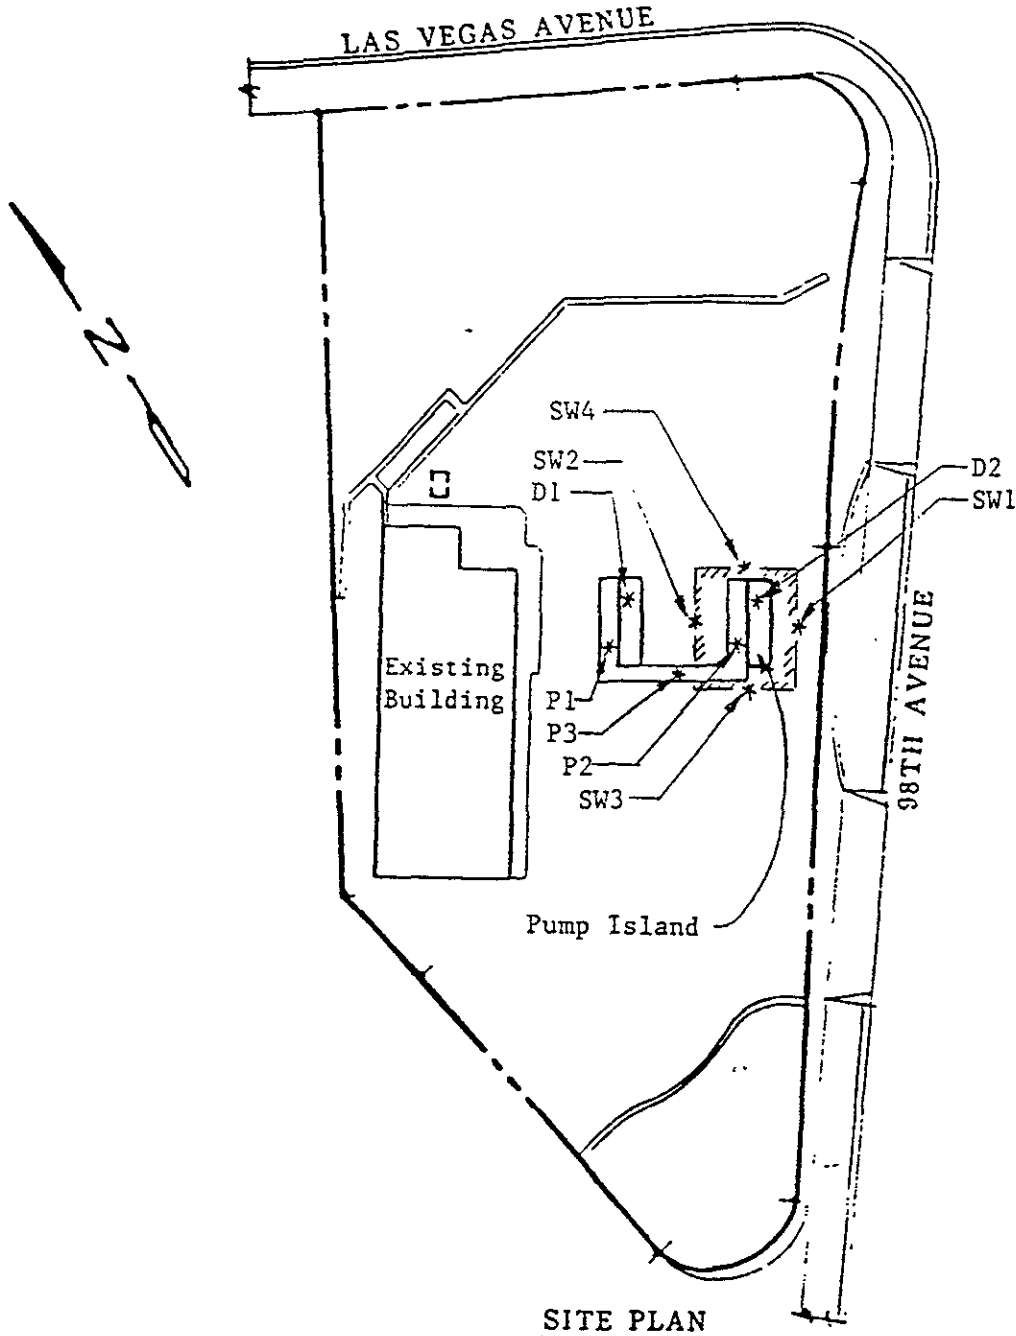 LAS VEGAS AVENUE
N
SW4
SW2
D1
D2
SW1
Existing
Building
P1
P3
P2
SW3
98TH AVENUE
Pump Island
SITE PLAN